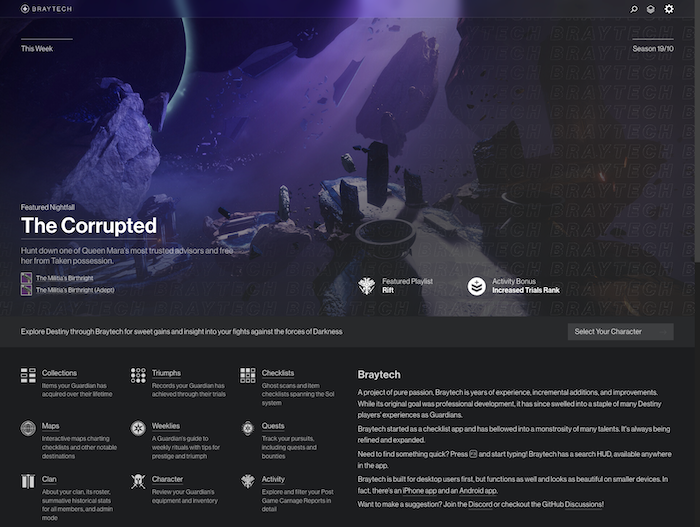 BRAYTECH
This Week
Season 19/10
Featured Nightfall
The Corrupted
Hunt down one of Queen Mara's most trusted advisors and free
her from Taken possession.
The Militia's Birthright
The Militia's Birthright (Adept)
Featured Playlist
Rift
Activity Bonus
Increased Trials Rank
Explore Destiny through Braytech for sweet gains and insight into your fights against the forces of Darkness
Select Your Character
Collections
Items your Guardian has
acquired over their lifetime
Triumphs
Records your Guardian has
achieved through their trials
Checklists
Ghost scans and item
checklists spanning the Sol
system
Maps
Interactive maps charting
checklists and other notable
destinations
Weeklies
A Guardian's guide to
weekly rituals with tips for
prestige and triumph
Quests
Track your pursuits,
including quests and
bounties
Clan
About your clan, its roster,
summative historical stats
for all members, and admin
mode
Character
Review your Guardian's
equipment and inventory
Activity
Explore and filter your Post
Game Carnage Reports in
detail
Braytech
A project of pure passion, Braytech is years of experience, incremental additions, and improvements.
While its original goal was professional development, it has since swelled into a staple of many Destiny
players' experiences as Guardians.
Braytech started as a checklist app and has bellowed into a monstrosity of many talents. It's always being
refined and expanded.
Need to find something quick? Press and start typing! Braytech has a search HUD, available anywhere
in the app.
Braytech is built for desktop users first, but functions as well and looks as beautiful on smaller devices. In
fact, there's an iPhone app and an Android app.
Want to make a suggestion? Join the Discord or checkout the GitHub Discussions!